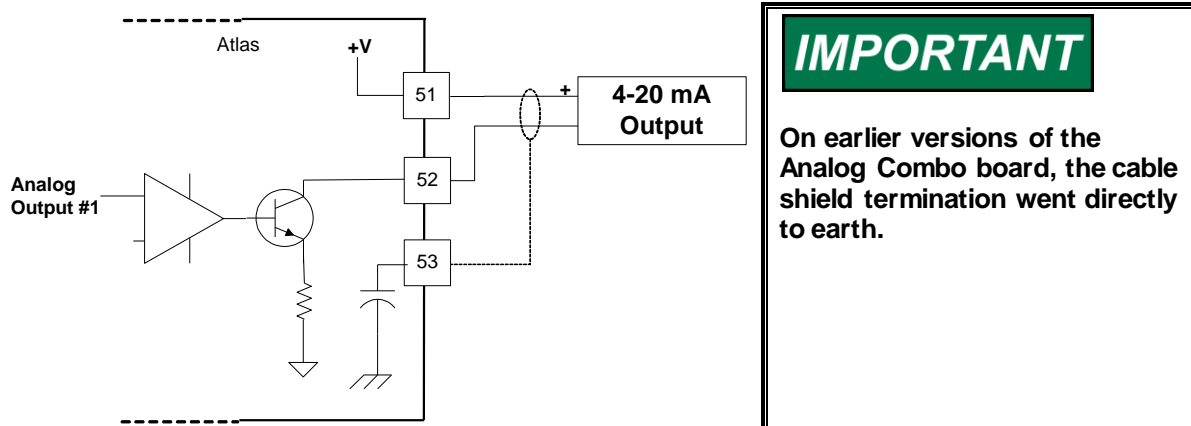 Atlas
+V
51
+
4-20 mA
Output
52
Analog
Output #1
53
IMPORTANT
On earlier versions of the
Analog Combo board, the cable
shield termination went directly
to earth.